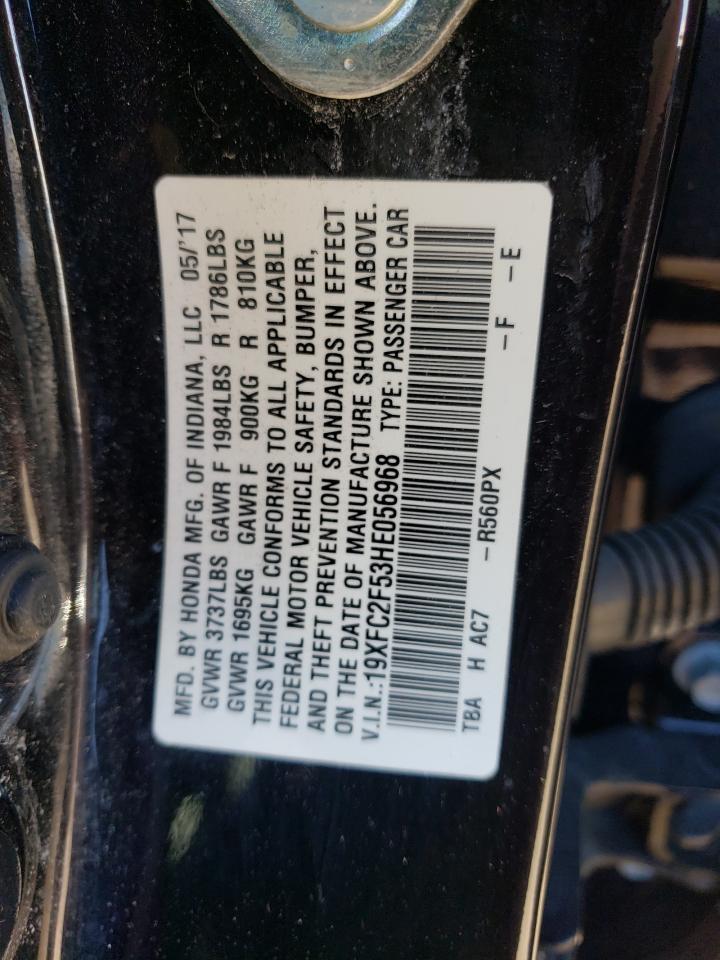 MFD. BY HONDA MFG. OF INDIANA, LLC 05/'17
GVWR 3737LBS GAWR F 1984LBS R 1786LBS
GVWR 1695KG GAWR F 900KG R 810KG
THIS VEHICLE CONFORMS TO ALL APPLICABLE
FEDERAL MOTOR VEHICLE SAFETY, BUMPER,
AND THEFT PREVENTION STANDARDS IN EFFECT
ON THE DATE OF MANUFACTURE SHOWN ABOVE.
V.I.N.:19XFC2F53HE056968 TYPE: PASSENGER CAR
TBA H AC7 -R560PX -F -E